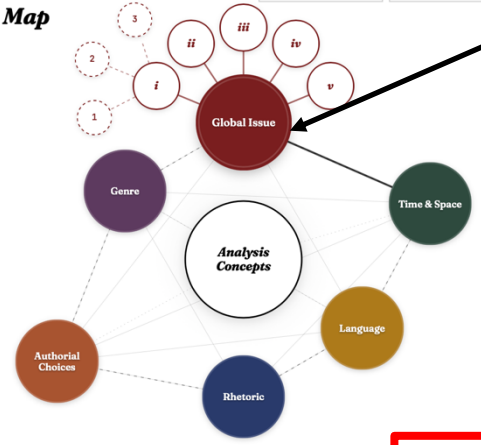 Map
3
iii
ii
iv
2
i
v
1
Global Issue
Genre
Time & Space
Analysis
Concepts
Language
Authorial
Choices
Rhetoric